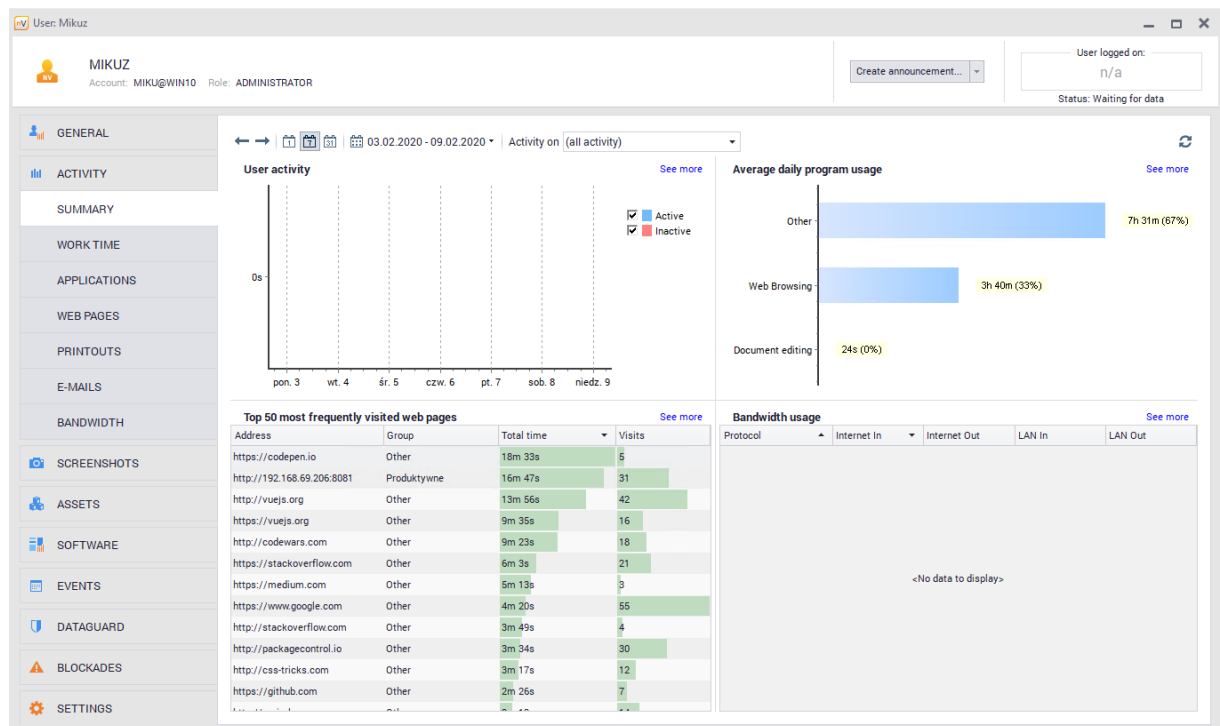 nV User: Mikuz
NV
MIKUZ
Account: MIKU@WIN10 Role: ADMINISTRATOR
Create announcement...
User logged on:
n/a
Status: Waiting for data
GENERAL
ACTIVITY
SUMMARY
WORK TIME
APPLICATIONS
WEB PAGES
PRINTOUTS
E-MAILS
BANDWIDTH
SCREENSHOTS
ASSETS
SOFTWARE
EVENTS
DATAGUARD
BLOCKADES
SETTINGS
1 7 31 03.02.2020 - 09.02.2020 Activity on (all activity)
User activity See more
Active
Inactive
0s
pon. 3 wt. 4 śr. 5 czw. 6 pt. 7 sob. 8 niedz. 9
Average daily program usage See more
Other 7h 31m (67%)
Web Browsing 3h 40m (33%)
Document editing 24s (0%)
Top 50 most frequently visited web pages See more
Address Group Total time Visits
https://codepen.io Other 18m 33s 5
http://192.168.69.206:8081 Produktywne 16m 47s 31
http://vuejs.org Other 13m 56s 42
https://vuejs.org Other 9m 35s 16
http://codewars.com Other 9m 23s 18
https://stackoverflow.com Other 6m 3s 21
https://medium.com Other 5m 13s 3
https://www.google.com Other 4m 20s 55
http://stackoverflow.com Other 3m 49s 4
http://packagecontrol.io Other 3m 34s 30
http://css-tricks.com Other 3m 17s 12
https://github.com Other 2m 26s 7
Bandwidth usage See more
Protocol Internet In Internet Out LAN In LAN Out
<No data to display>